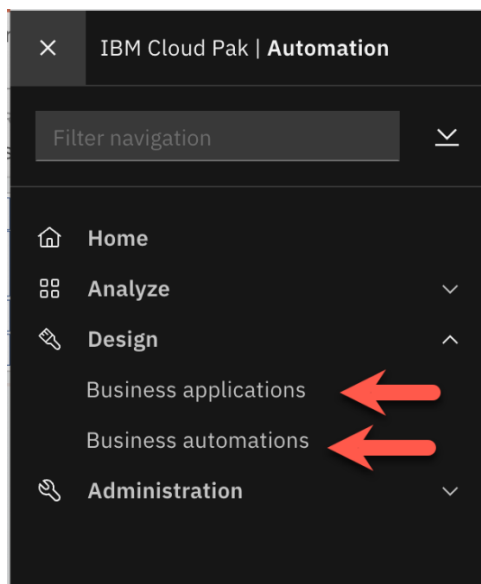 IBM Cloud Pak | Automation
Filter navigation
Home
Analyze
Design
Business applications
Business automations
Administration